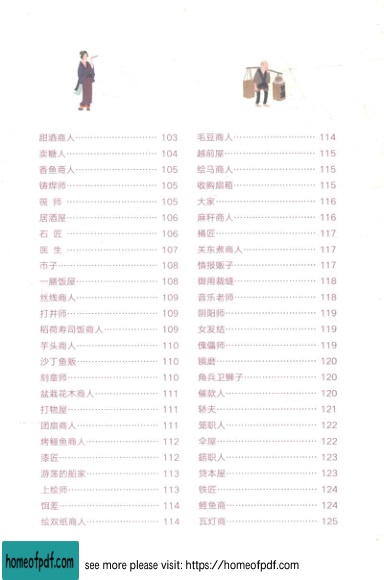 甜酒商人 103
卖糖人 104
香鱼商人 105
铸焊师 105
筏师 105
居酒屋 106
石匠 106
医生 107
市子 108
一膳饭屋 108
丝线商人 109
打井师 109
稻荷寿司饭商人 109
芋头商人 110
沙丁鱼贩 110
刻章师 110
盆栽花木商人 111
打物屋 111
团扇商人 111
烤鳗鱼商人 112
漆匠 112
游荡的船家 113
上绘师 113
饵差 114
绘双纸商人 114
毛豆商人 114
越前屋 115
绘马商人 115
收购扇箱 115
大家 116
麻秆商人 116
桶匠 117
关东煮商人 117
情报贩子 117
御用裁缝 118
音乐老师 118
阴阳师 119
女发结 119
傀儡师 119
镜磨 120
角兵卫狮子 120
催款人 120
轿夫 121
笼职人 122
伞屋 122
锯职人 123
贷本屋 123
铁匠 124
鲤鱼商 124
瓦灯商 125
homeofpdf.com
see more please visit: https://homeofpdf.com